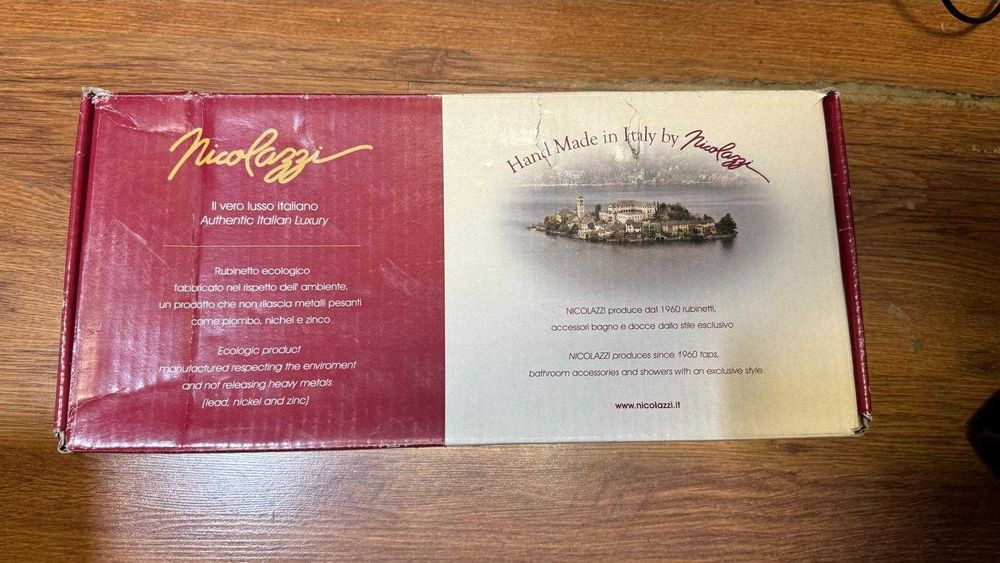 Nicolazzi
Il vero lusso italiano
Authentic Italian Luxury
Rubinetto ecologico
fabbricato nel rispetto dell' ambiente,
un prodotto che non rilascia metalli pesanti
come piombo, nichel e zinco
Ecologic product
manufactured respecting the enviroment
and not releasing heavy metals
(lead, nickel and zinc)
Hand Made in Italy by Nicolazzi
NICOLAZZI produce dal 1960 rubinetti,
accessori bagno e docce dallo stile esclusivo
NICOLAZZI produces since 1960 taps,
bathroom accessories and showers with an exclusive style
www.nicolazzi.it